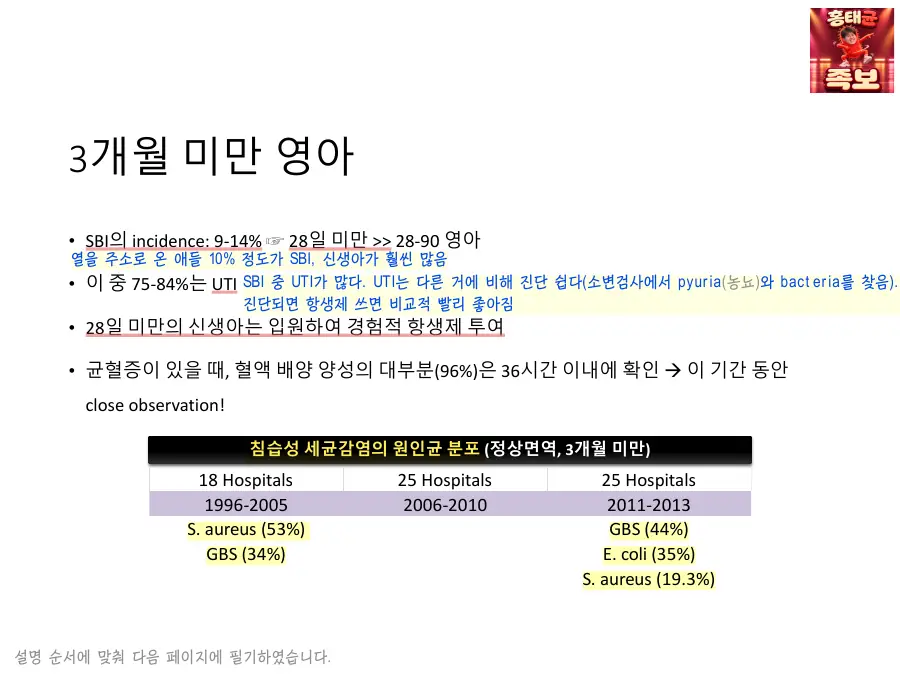 홍태균
족보
3개월 미만 영아
• SBI의 incidence: 9-14% ☞ 28일 미만 >> 28-90 영아
열을 주소로 온 애들 10% 정도가 SBI, 신생아가 훨씬 많음
• 이 중 75-84%는 UTI SBI 중 UTI가 많다. UTI는 다른 거에 비해 진단 쉽다(소변검사에서 pyuria(농뇨)와 bacteria를 찾음).
진단되면 항생제 쓰면 비교적 빨리 좋아짐
• 28일 미만의 신생아는 입원하여 경험적 항생제 투여
• 균혈증이 있을 때, 혈액 배양 양성의 대부분(96%)은 36시간 이내에 확인 → 이 기간 동안
close observation!
침습성 세균감염의 원인균 분포 (정상면역, 3개월 미만)
18 Hospitals 25 Hospitals 25 Hospitals
1996-2005 2006-2010 2011-2013
S. aureus (53%) GBS (44%)
GBS (34%) E. coli (35%)
S. aureus (19.3%)
설명 순서에 맞춰 다음 페이지에 필기하였습니다.